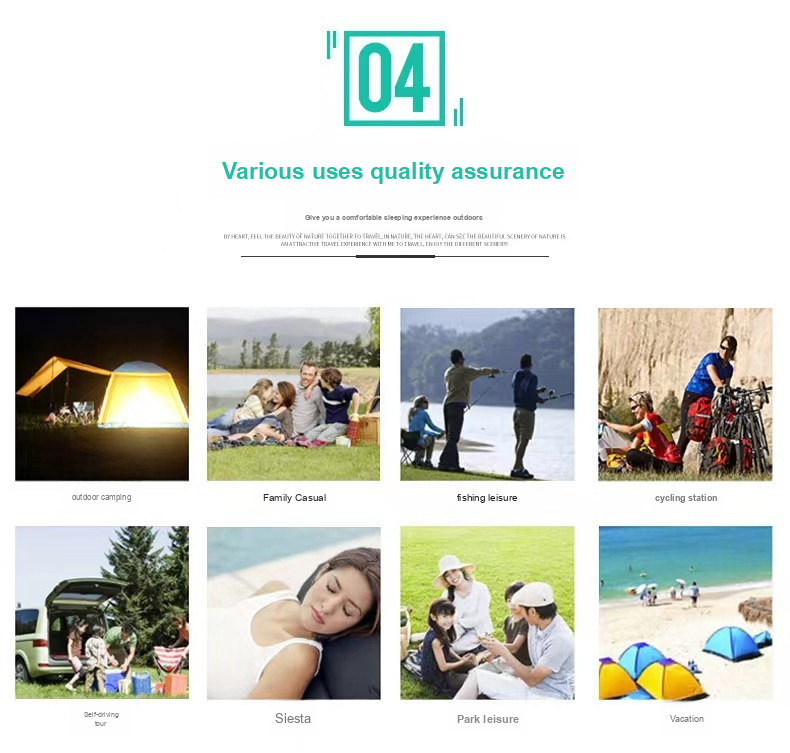 04
Various uses quality assurance
Give you a comfortable sleeping experience outdoors
BY HEART, FEEL THE BEAUTY OF NATURE TOGETHER TO TRAVEL, IN NATURE, THE HEART, CAN SEE THE BEAUTIFUL SCENERY OF NATURE IS
AN ATTRACTIVE TRAVEL EXPERIENCE WITH ME TO TRAVEL, ENJOY THE DIFFERENT SCENERY!
outdoor camping
Family Casual
fishing leisure
cycling station
Self-driving
tour
Siesta
Park leisure
Vacation